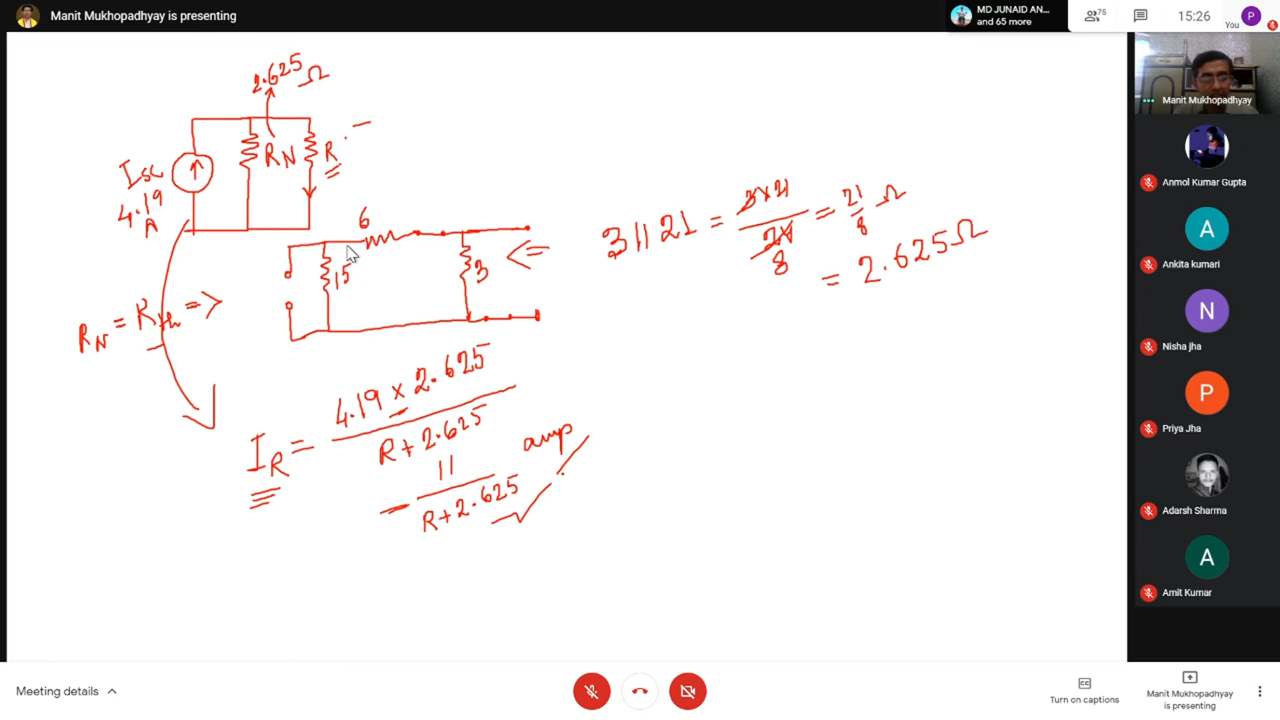 Manit Mukhopadhyay is presenting
MD JUNAID AN...
and 65 more
75
15:26
P
You
2.625 Ω
Isc
4.19
A
RN
R
6
15
3
<=
RN = Rth =>
3 || 21 = 3×21 / 24 = 21/8 Ω
8
= 2.625 Ω
IR = 4.19 × 2.625 / R + 2.625
= 11 / R + 2.625 amp
Manit Mukhopadhyay
Anmol Kumar Gupta
A
Ankita kumari
N
Nisha jha
P
Priya Jha
Adarsh Sharma
A
Amit Kumar
Meeting details
Turn on captions
Manit Mukhopadhyay
is presenting